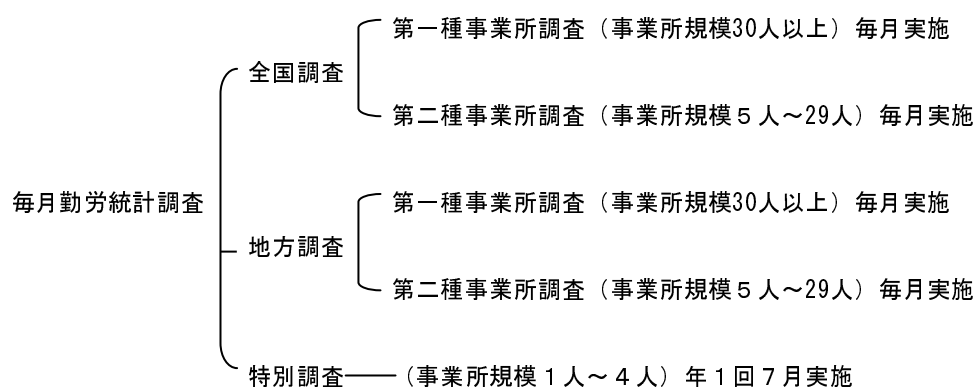 第一種事業所調査（事業所規模30人以上）毎月実施
全国調査
第二種事業所調査（事業所規模５人～29人）毎月実施
毎月勤労統計調査
第一種事業所調査（事業所規模30人以上）毎月実施
地方調査
第二種事業所調査（事業所規模５人～29人）毎月実施
特別調査（事業所規模１人～４人）年１回７月実施